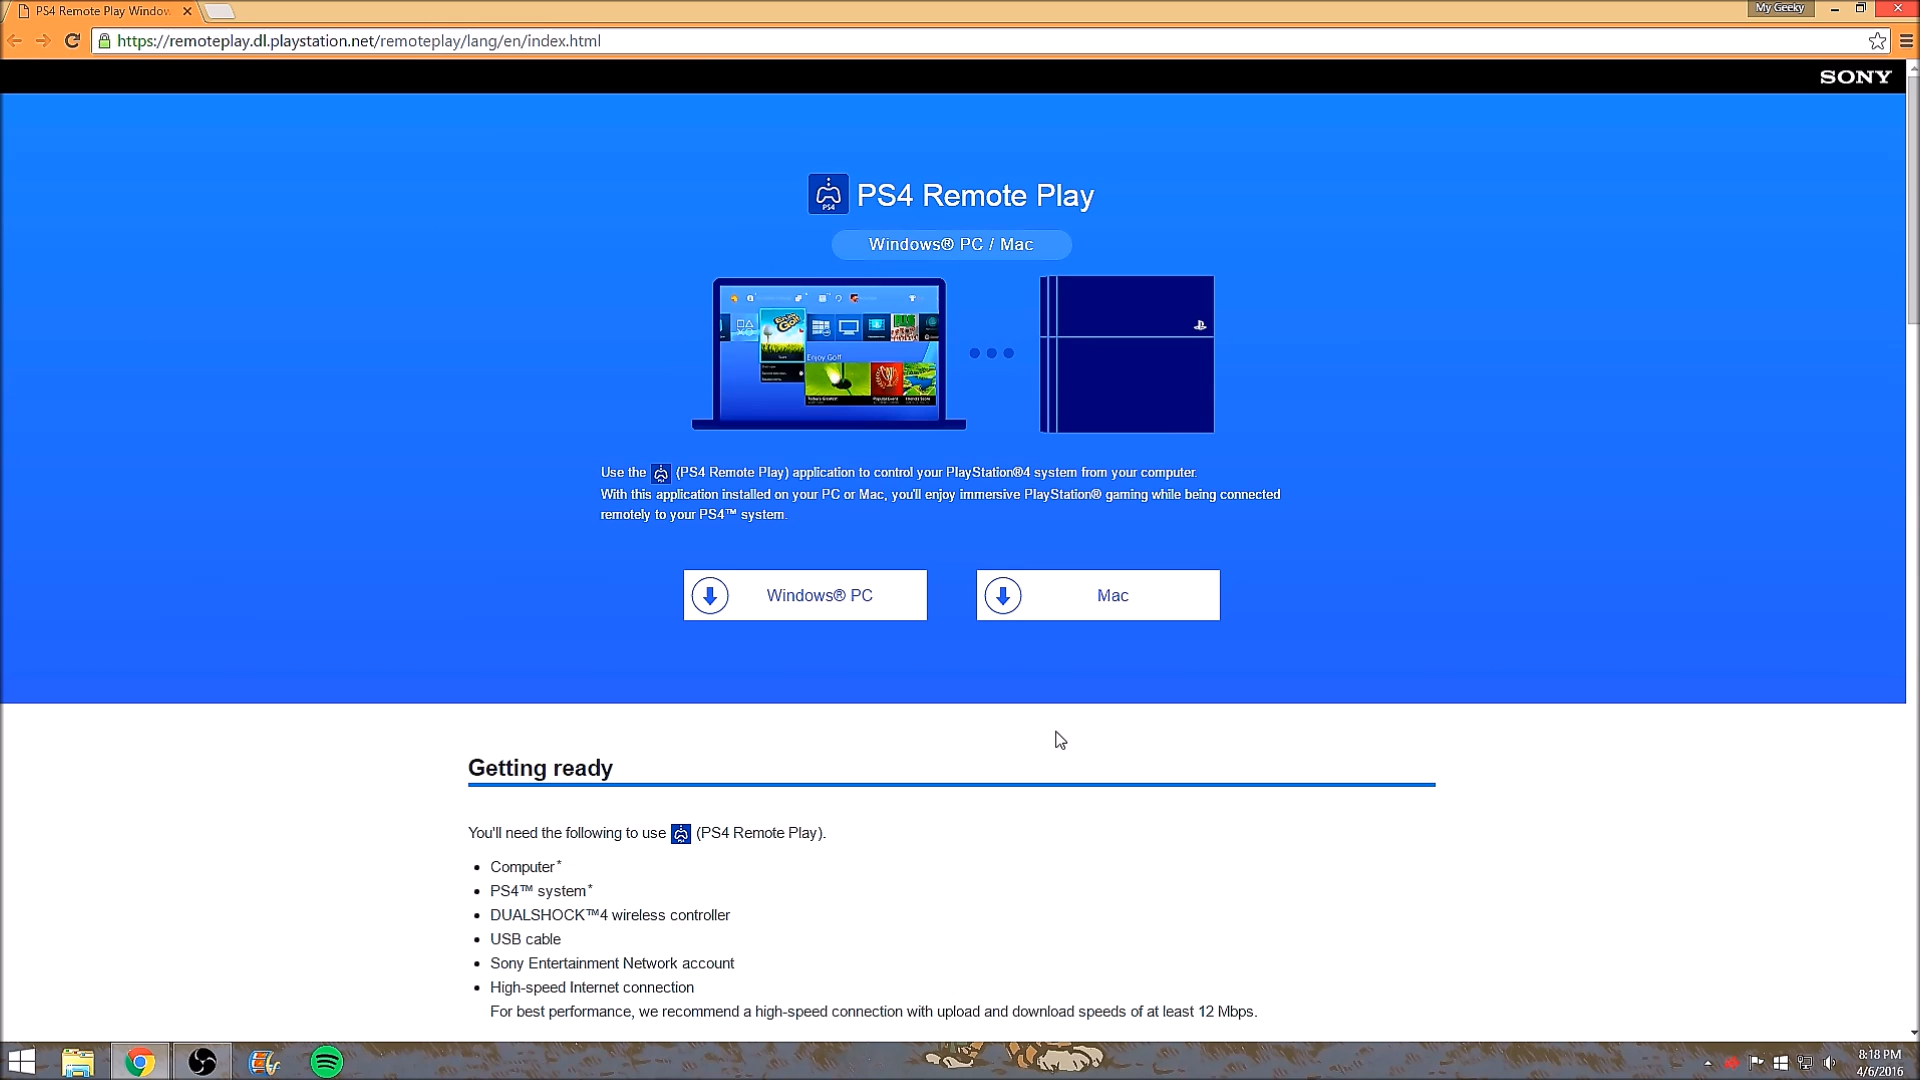 PS4 Remote Play Window
My Geeky
https://remoteplay.dl.playstation.net/remoteplay/lang/en/index.html
SONY
PS4
PS4 Remote Play
Windows® PC / Mac
Enjoy Golf
Use the (PS4 Remote Play) application to control your PlayStation®4 system from your computer.
With this application installed on your PC or Mac, you'll enjoy immersive PlayStation® gaming while being connected
remotely to your PS4™ system.
Windows® PC
Mac
Getting ready
You'll need the following to use (PS4 Remote Play).
• Computer*
• PS4™ system*
• DUALSHOCK™4 wireless controller
• USB cable
• Sony Entertainment Network account
• High-speed Internet connection
For best performance, we recommend a high-speed connection with upload and download speeds of at least 12 Mbps.
8:18 PM
4/6/2016